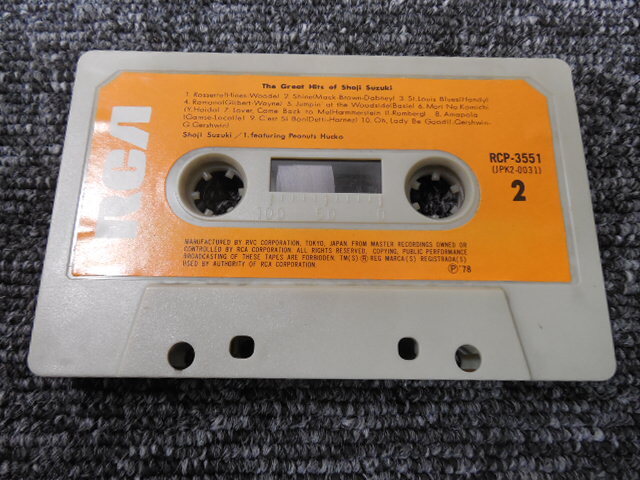 RCA
The Great Hits of Shoji Suzuki
1. Rosseree(Hines-Woode) 2. Shine(Mack-Brown-Dabney) 3. St. Louis Blues(Handy)
4. Ramona(Gilbert-Wayne) 5. Jumpin' at the Woodside(Basie) 6. Mori No Komichi
(Y. Haida) 7. Lover, Come Back to Me(Hammerstein II-Romberg) 8. Amapola
(Gamse-Lacalle) 9. C'est Si Bon(Betti-Hornez) 10. Oh, Lady Be Good(I. Gershwin-
G. Gershwin)
Shoji Suzuki / 1. featuring Peanuts Hucko
RCP-3551
(JPK2-0031)
2
100 50 0
MANUFACTURED BY RVC CORPORATION, TOKYO, JAPAN FROM MASTER RECORDINGS OWNED OR
CONTROLLED BY RCA CORPORATION. ALL RIGHTS RESERVED. COPYING, PUBLIC PERFORMANCE
BROADCASTING OF THESE TAPES ARE FORBIDDEN. TM(S) ® REG MARCA(S) REGISTRADA(S)
USED BY AUTHORITY OF RCA CORPORATION.
Ⓟ '78